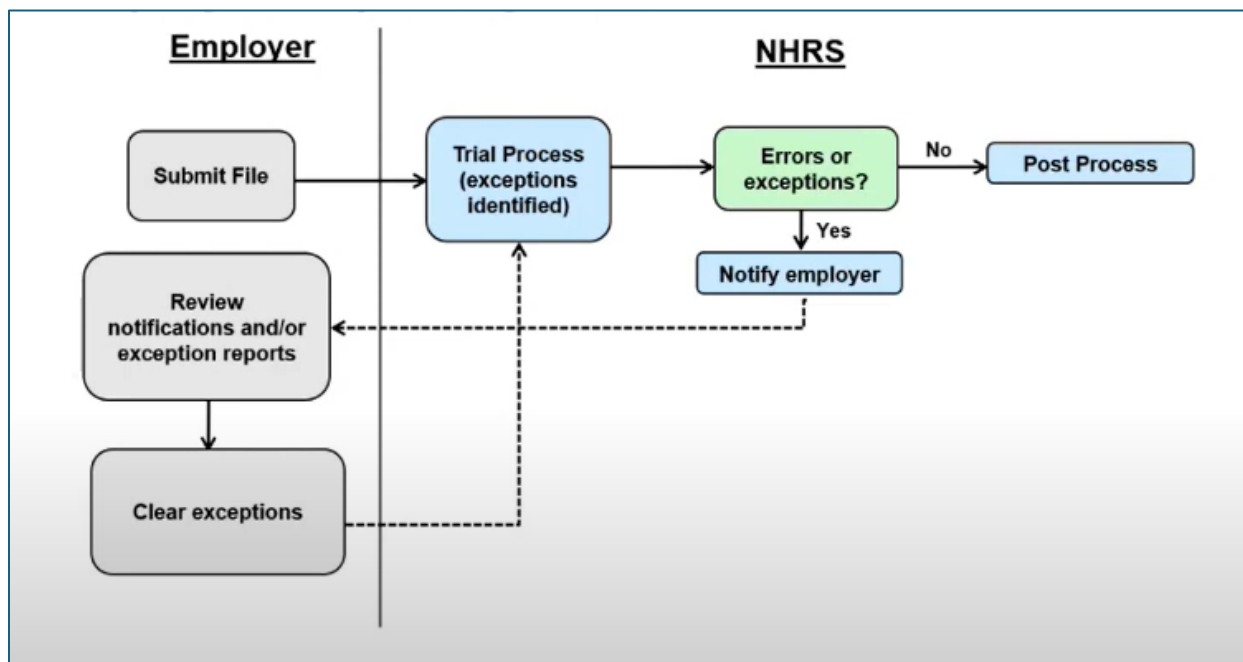 Employer
NHRS
Submit File
Trial Process
(exceptions
identified)
Errors or
exceptions?
No
Post Process
Yes
Notify employer
Review
notifications and/or
exception reports
Clear exceptions